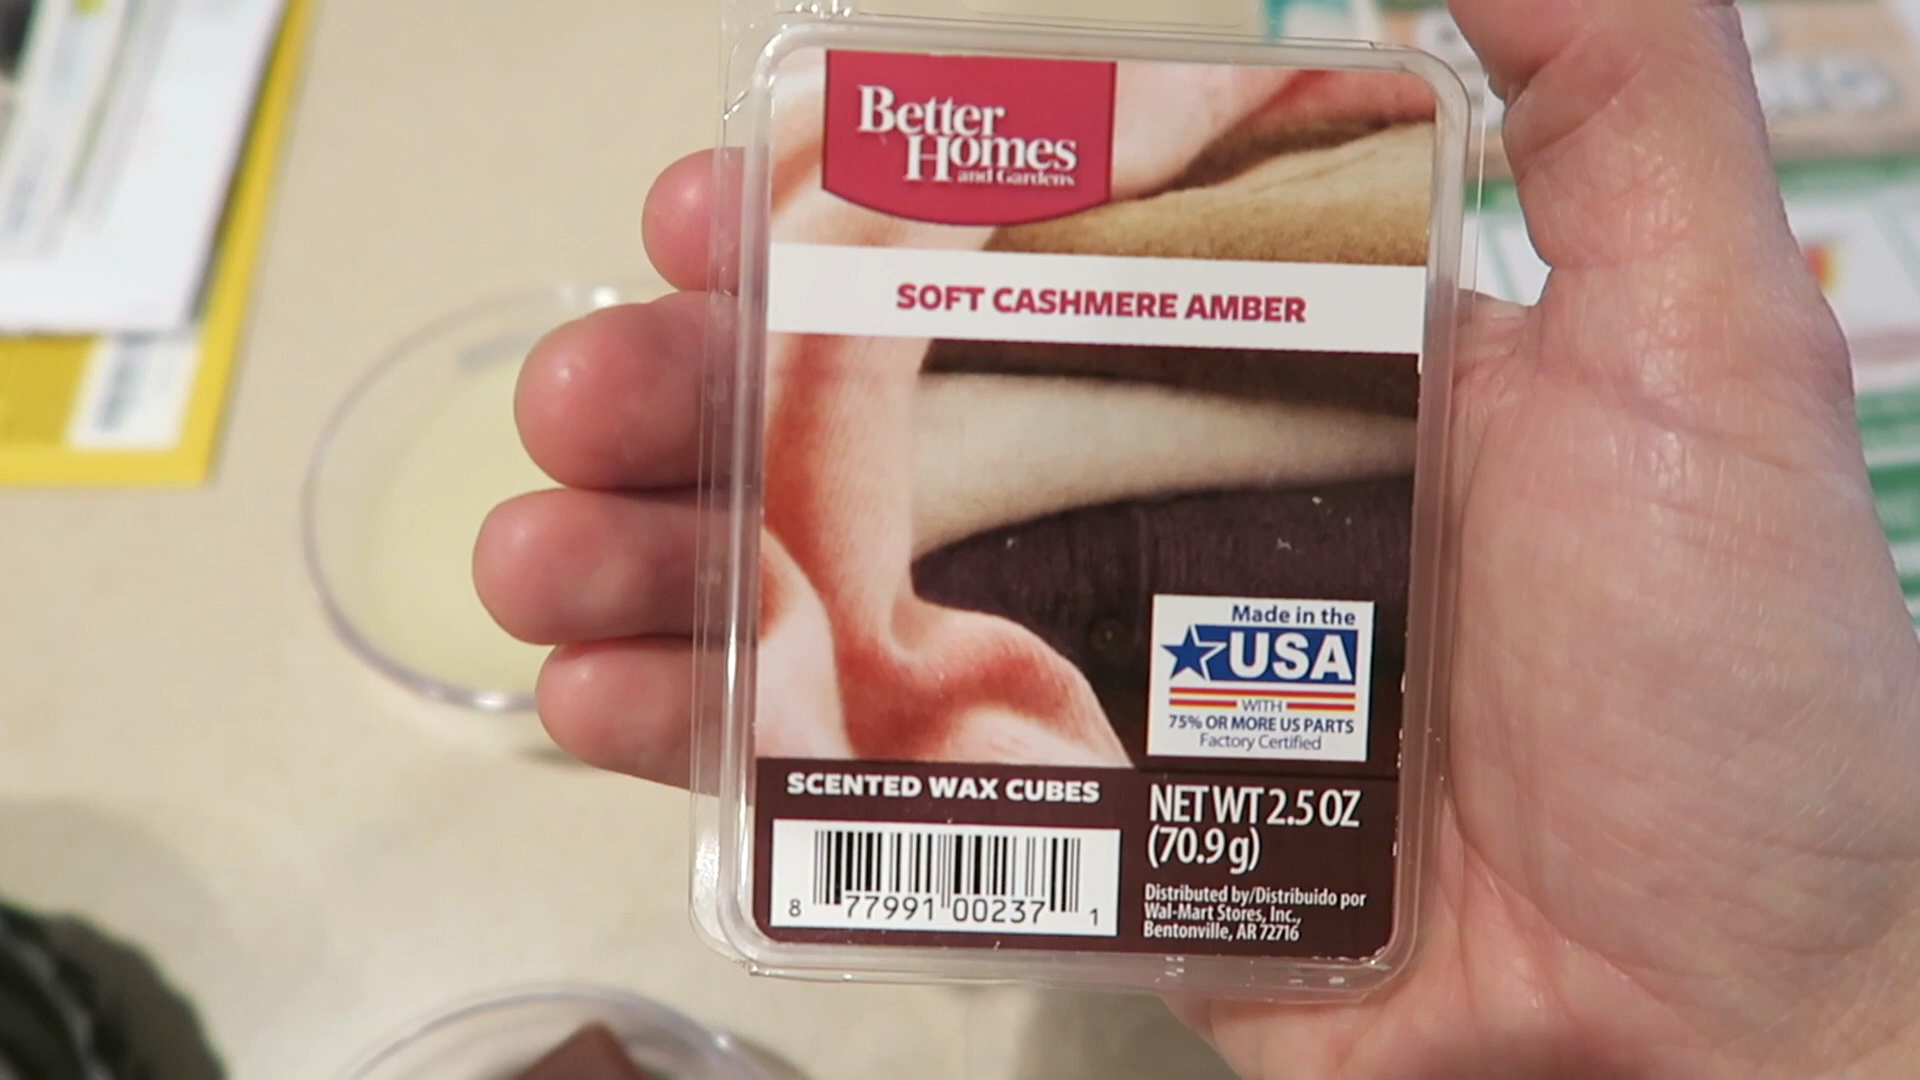 Better
Homes
and Gardens
SOFT CASHMERE AMBER
Made in the
USA
WITH
75% OR MORE US PARTS
Factory Certified
SCENTED WAX CUBES
NET WT 2.5 OZ
(70.9 g)
8 77991 00237 1
Distributed by/Distribuido por
Wal-Mart Stores, Inc.,
Bentonville, AR 72716